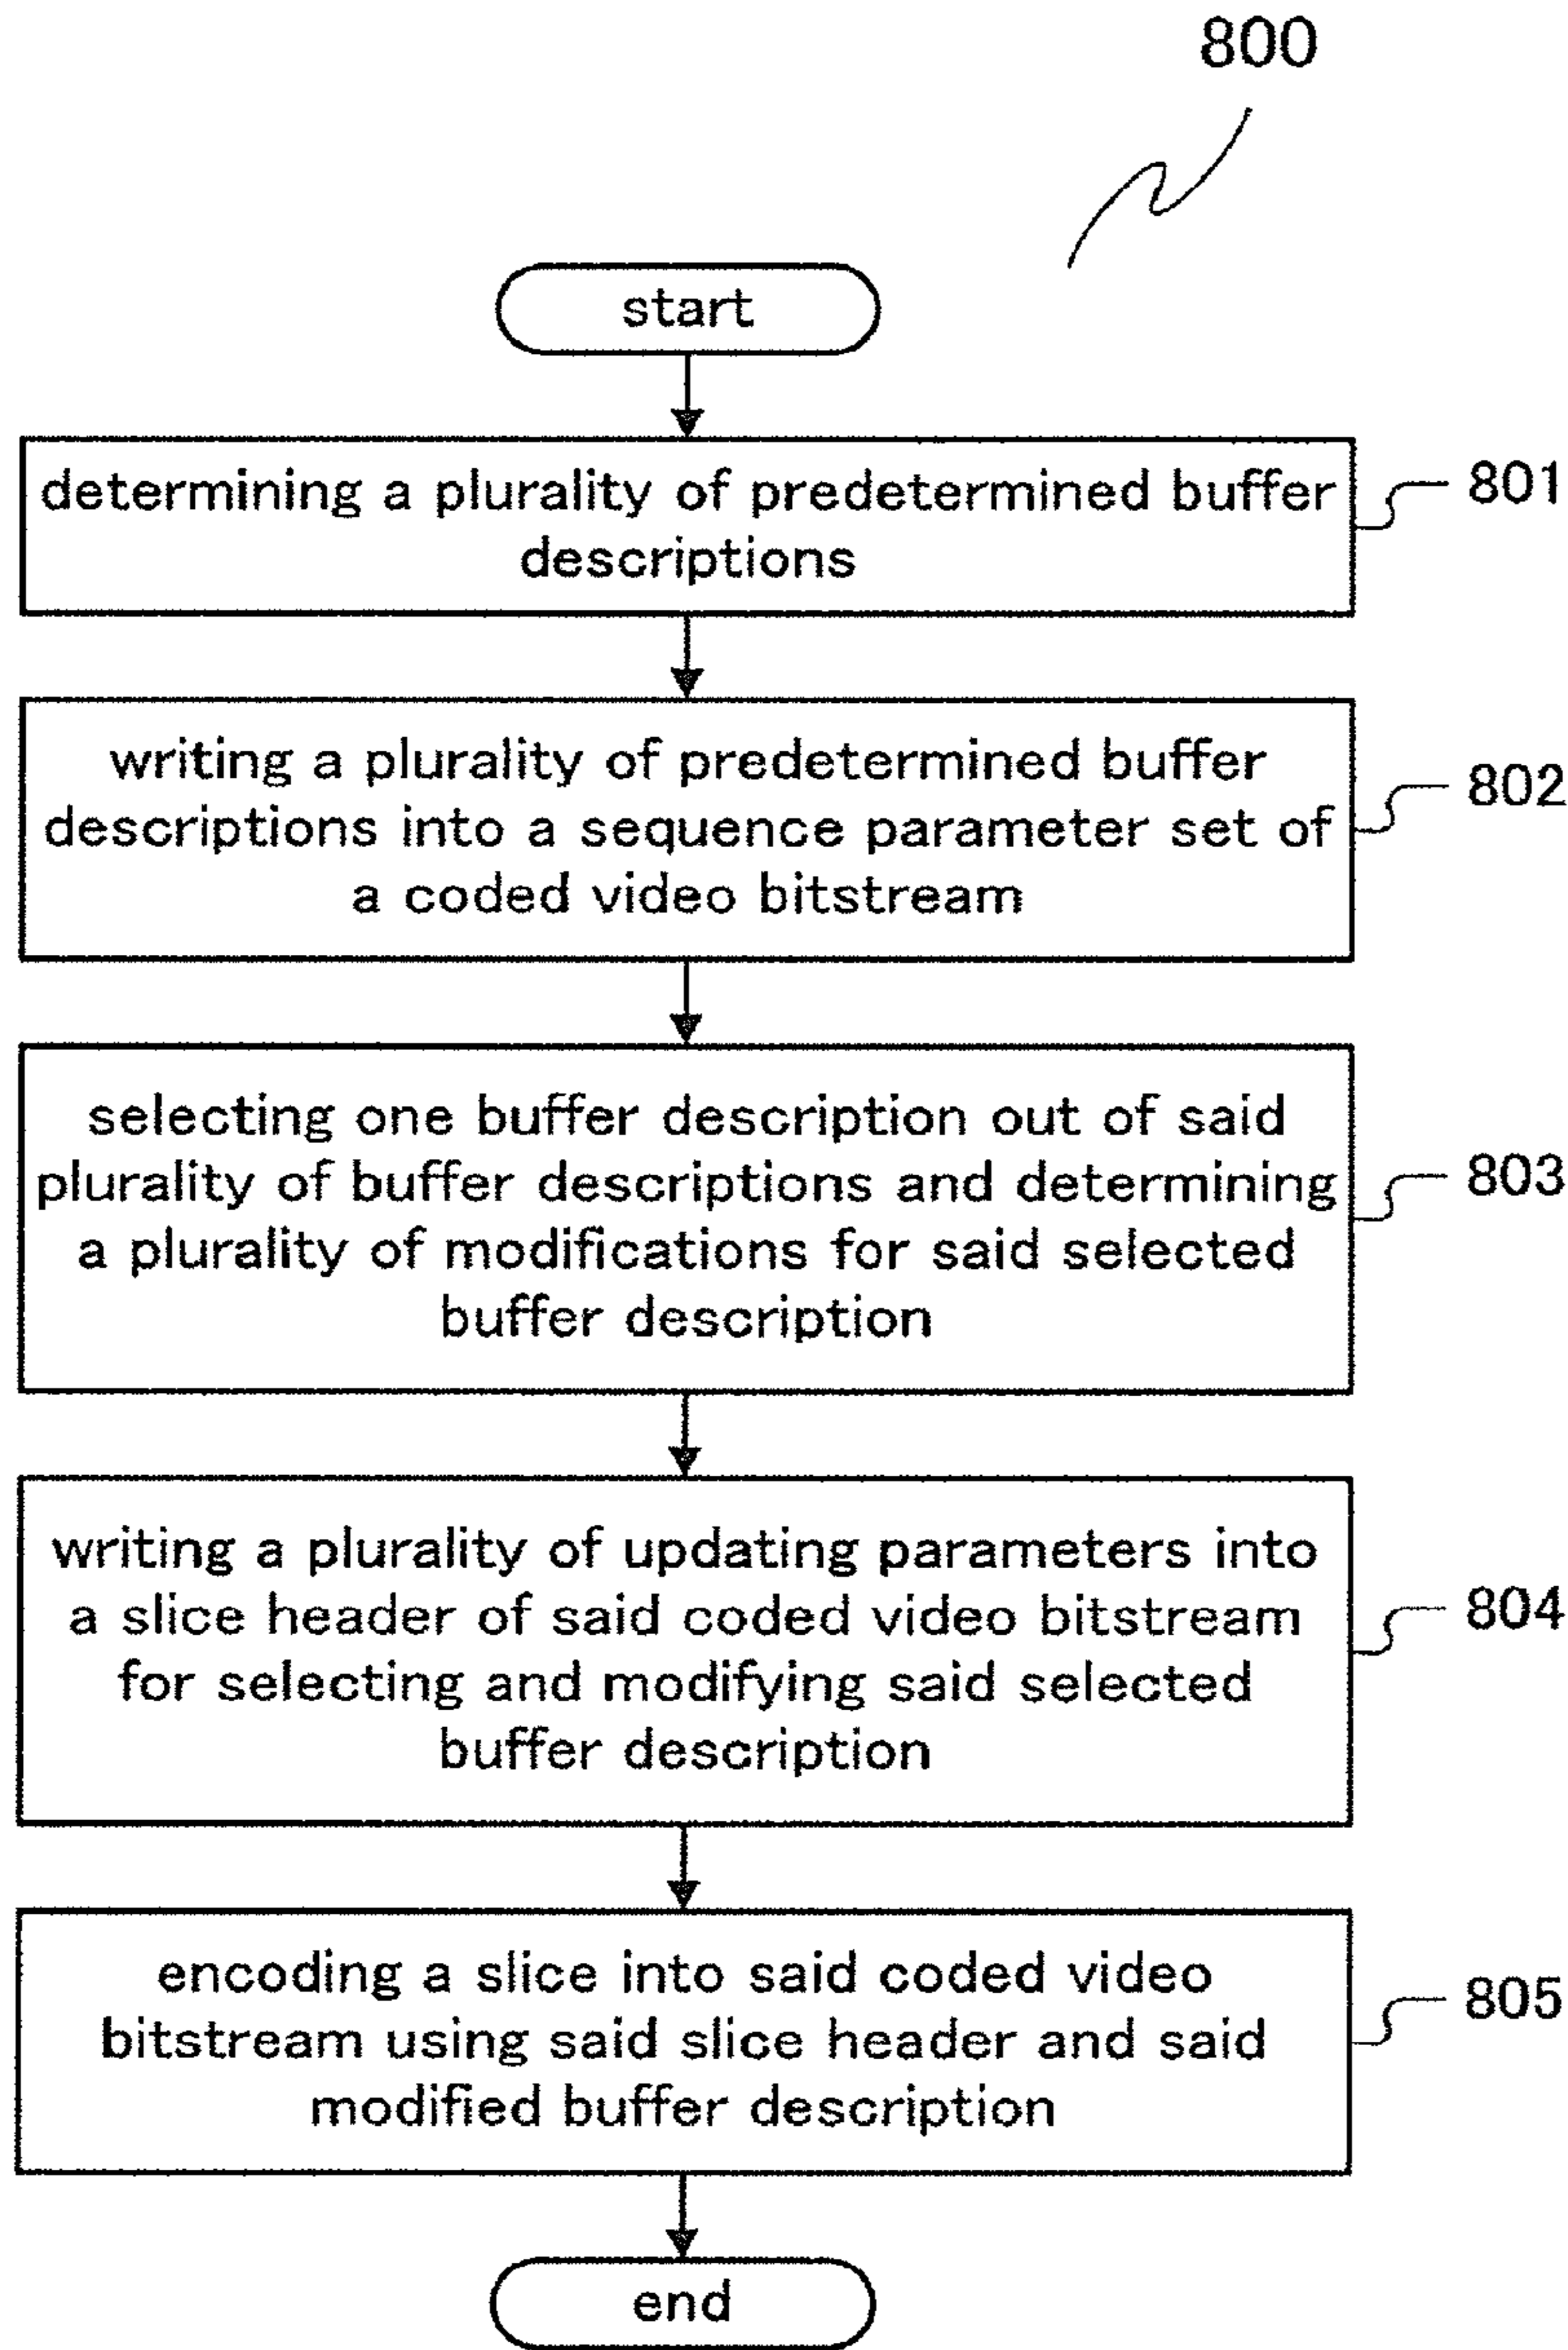 800
start
determining a plurality of predetermined buffer
descriptions
801
writing a plurality of predetermined buffer
descriptions into a sequence parameter set of
a coded video bitstream
802
selecting one buffer description out of said
plurality of buffer descriptions and determining
a plurality of modifications for said selected
buffer description
803
writing a plurality of updating parameters into
a slice header of said coded video bitstream
for selecting and modifying said selected
buffer description
804
encoding a slice into said coded video
bitstream using said slice header and said
modified buffer description
805
end